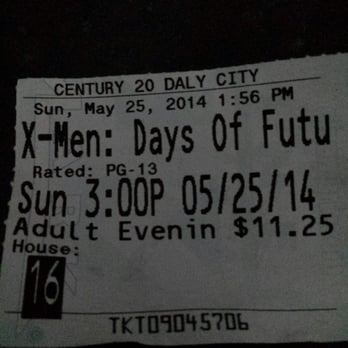 CENTURY 20 DALY CITY
Sun, May 25, 2014 1:56 PM
X-Men: Days Of Futu
Rated: PG-13
Sun 3:00P 05/25/14
Adult Evenin $11.25
House:
16
TKT09045706